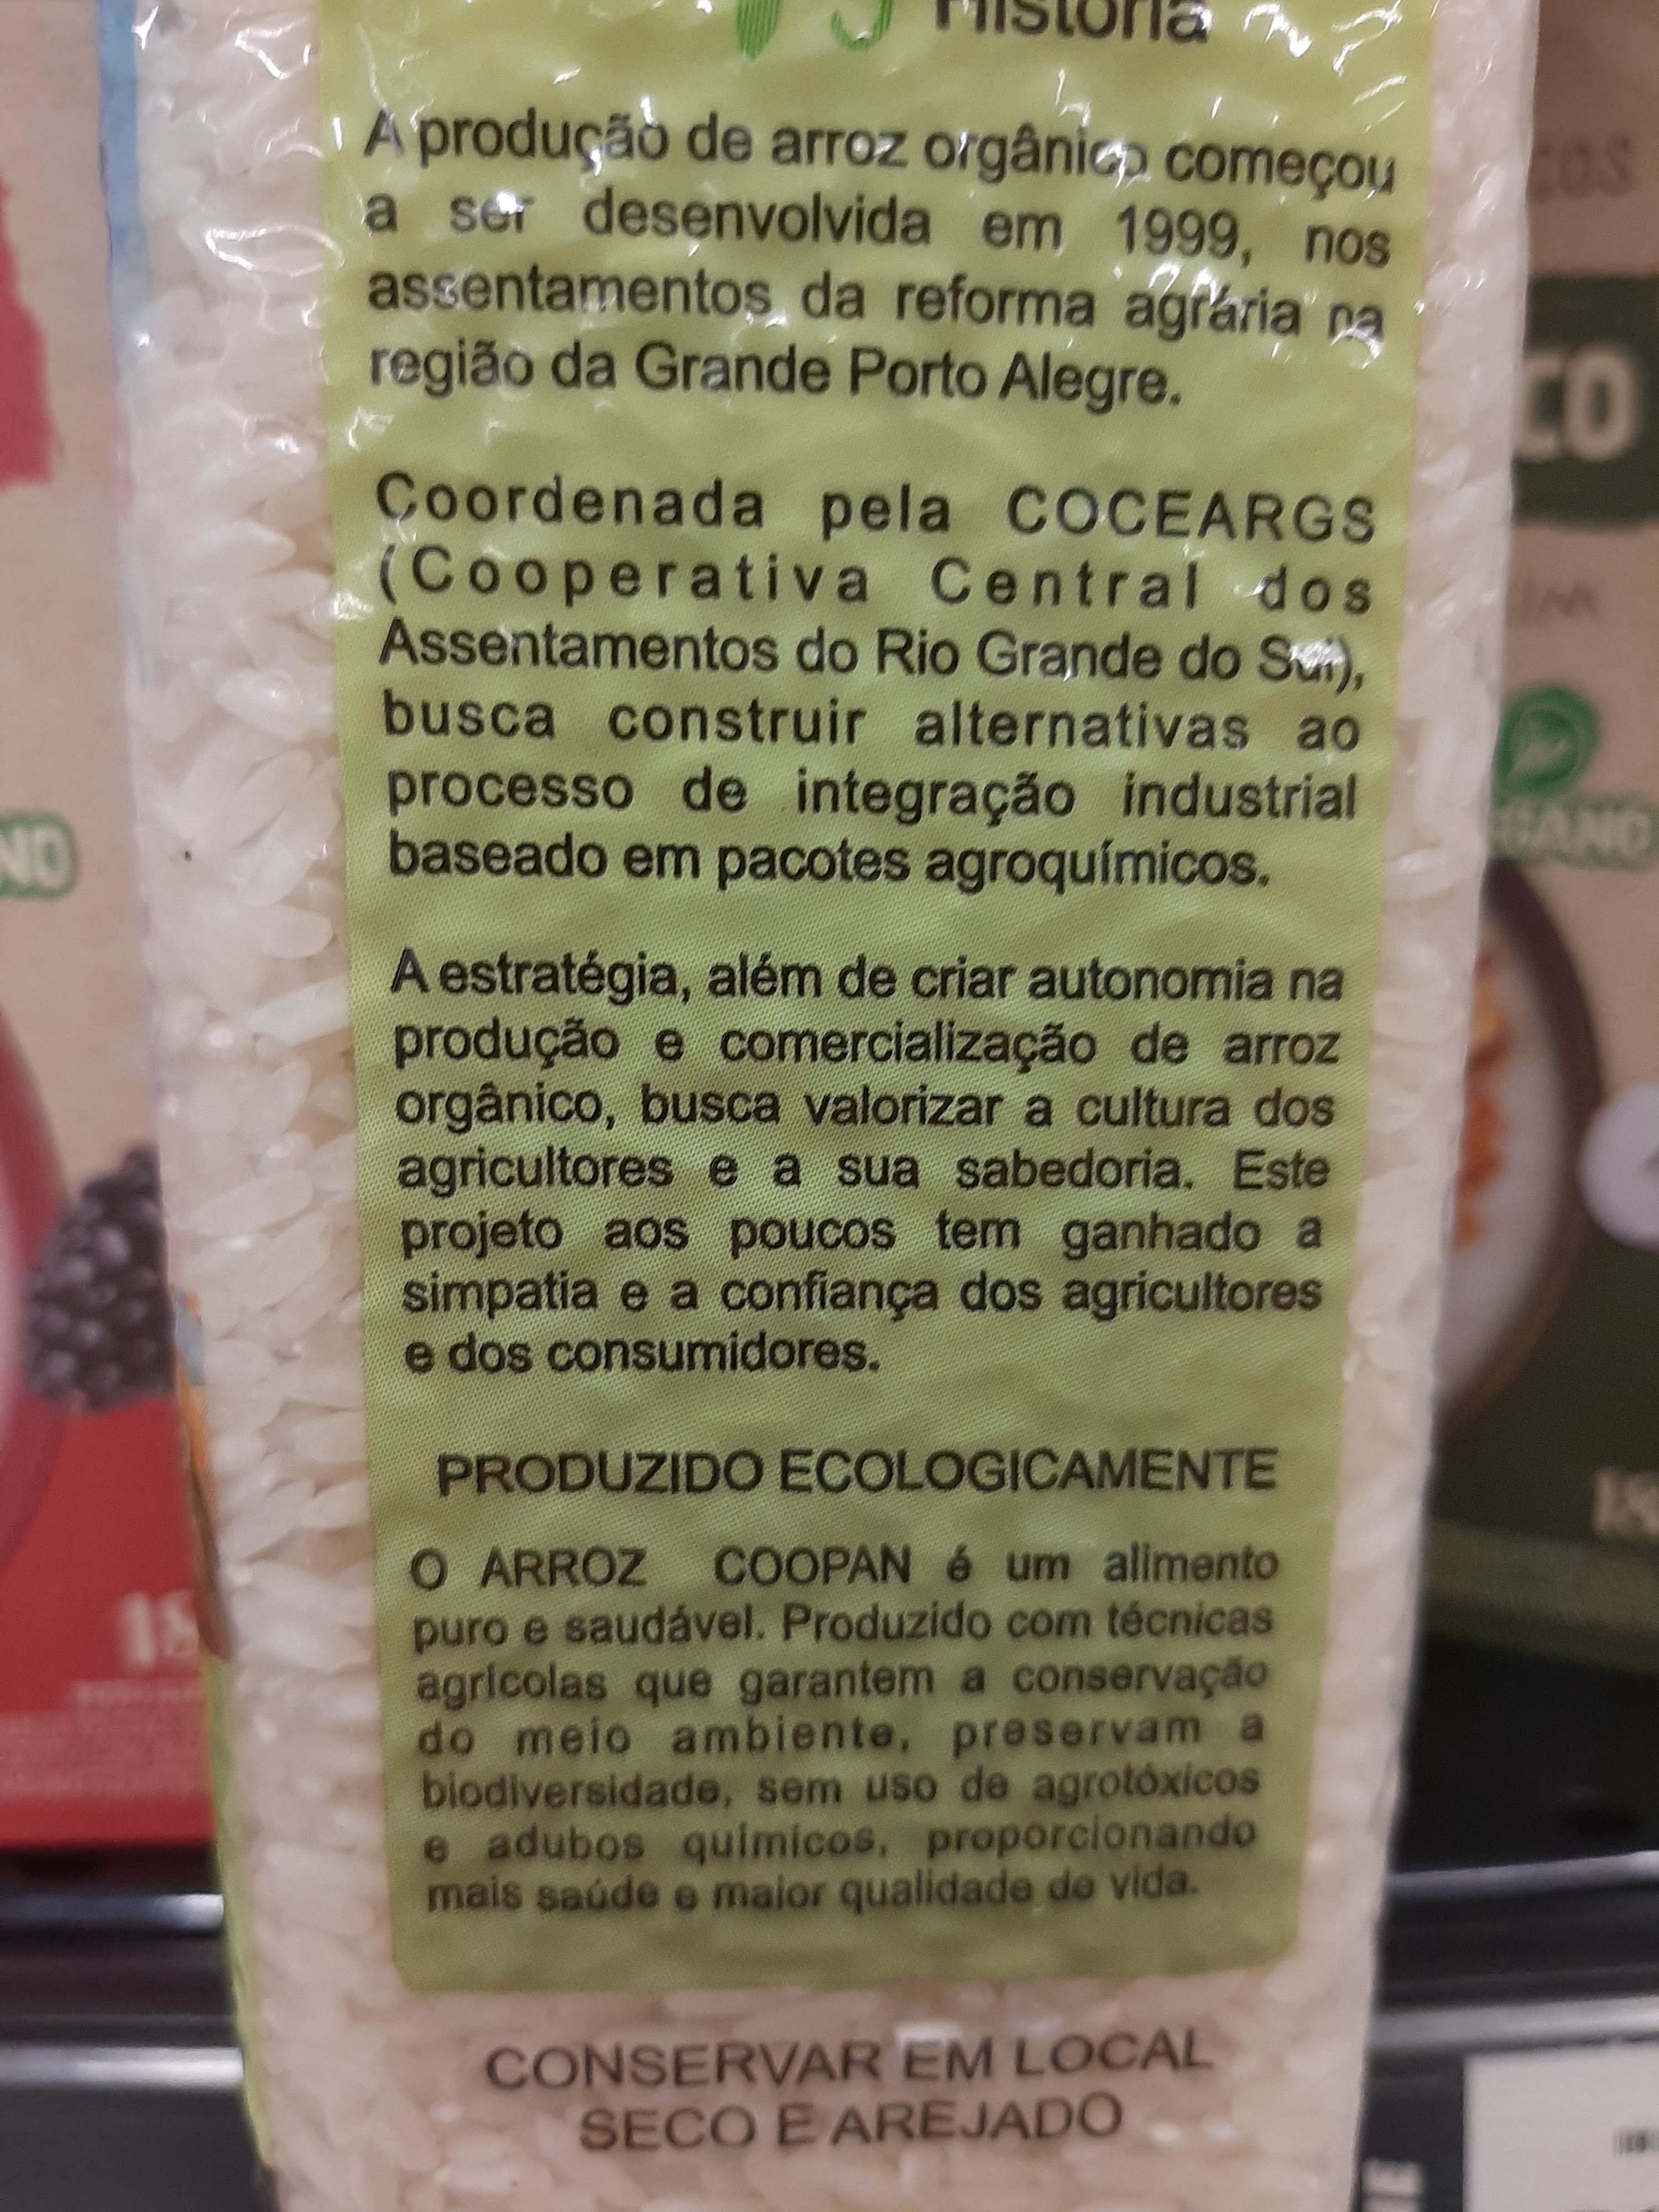 História
A produção de arroz orgânico começou
a ser desenvolvida em 1999, nos
assentamentos da reforma agrária na
região da Grande Porto Alegre.
Coordenada pela COCEARGS
(Cooperativa Central dos
Assentamentos do Rio Grande do Sul),
busca construir alternativas ao
processo de integração industrial
baseado em pacotes agroquímicos.
A estratégia, além de criar autonomia na
produção e comercialização de arroz
orgânico, busca valorizar a cultura dos
agricultores e a sua sabedoria. Este
projeto aos poucos tem ganhado a
simpatia e a confiança dos agricultores
e dos consumidores.
PRODUZIDO ECOLOGICAMENTE
O ARROZ COOPAN é um alimento
puro e saudável. Produzido com técnicas
agrícolas que garantem a conservação
do meio ambiente, preservam a
biodiversidade, sem uso de agrotóxicos
e adubos químicos, proporcionando
mais saúde e maior qualidade de vida.
CONSERVAR EM LOCAL
SECO E AREJADO